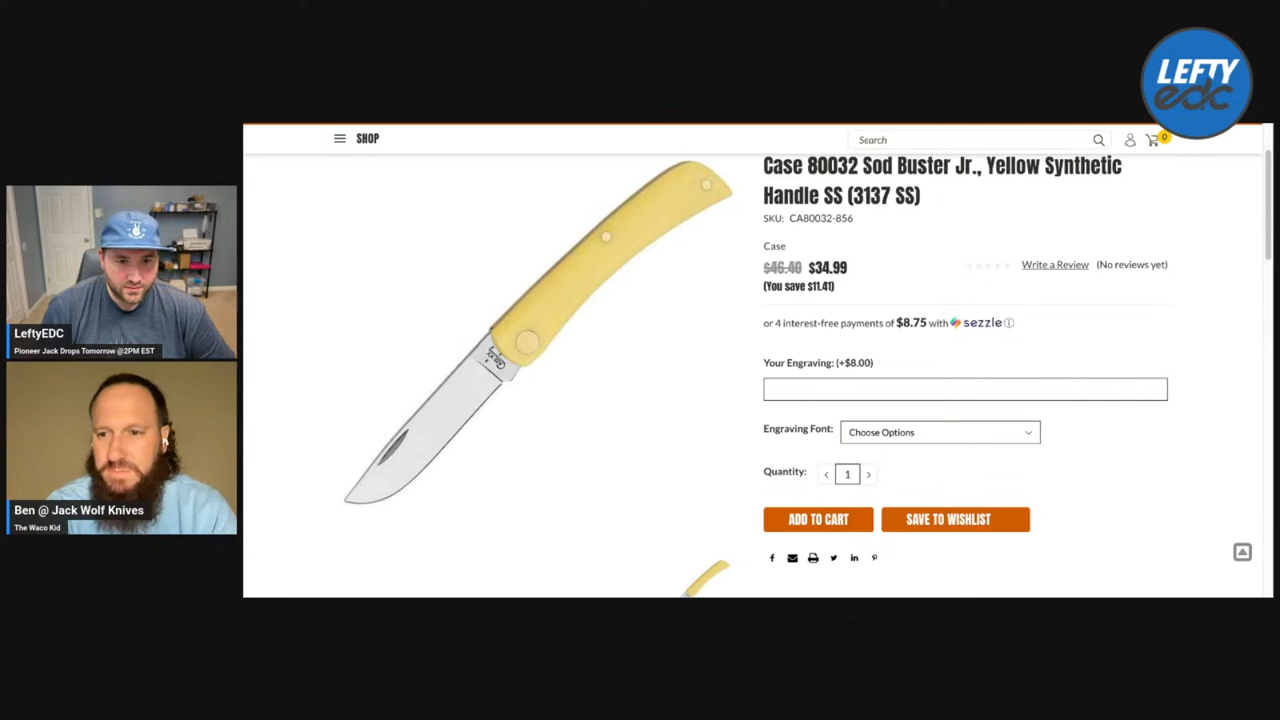 LEFTY
edc
SHOP
Search
0
Case 80032 Sod Buster Jr., Yellow Synthetic
Handle SS (3137 SS)
SKU: CA80032-856
Case
$46.40 $34.99
Write a Review (No reviews yet)
(You save $11.41)
or 4 interest-free payments of $8.75 with sezzle
Your Engraving: (+$8.00)
Engraving Font: Choose Options
Quantity: 1
ADD TO CART SAVE TO WISHLIST
LeftyEDC
Pioneer Jack Drops Tomorrow @2PM EST
Ben @ Jack Wolf Knives
The Waco Kid